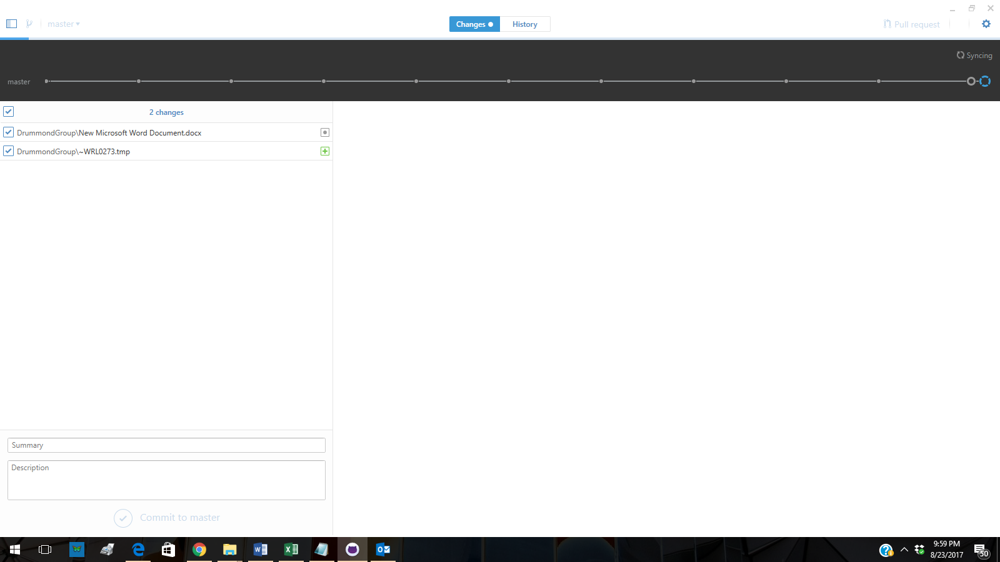 master
Changes
History
Pull request
Syncing
master
2 changes
DrummondGroup\New Microsoft Word Document.docx
DrummondGroup\~WRL0273.tmp
Summary
Description
Commit to master
9:59 PM
8/23/2017
50